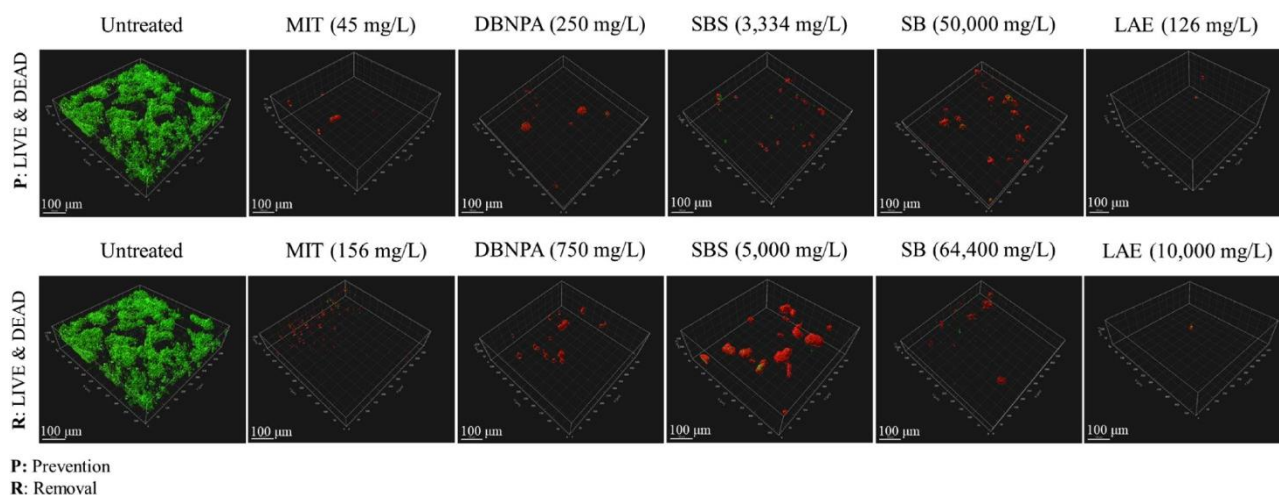 Untreated MIT (45 mg/L) DBNPA (250 mg/L) SBS (3,334 mg/L) SB (50,000 mg/L) LAE (126 mg/L)
P: LIVE & DEAD
100 μm 100 μm 100 μm 100 μm 100 μm 100 μm
Untreated MIT (156 mg/L) DBNPA (750 mg/L) SBS (5,000 mg/L) SB (64,400 mg/L) LAE (10,000 mg/L)
R: LIVE & DEAD
100 μm 100 μm 100 μm 100 μm 100 μm 100 μm
P: Prevention
R: Removal